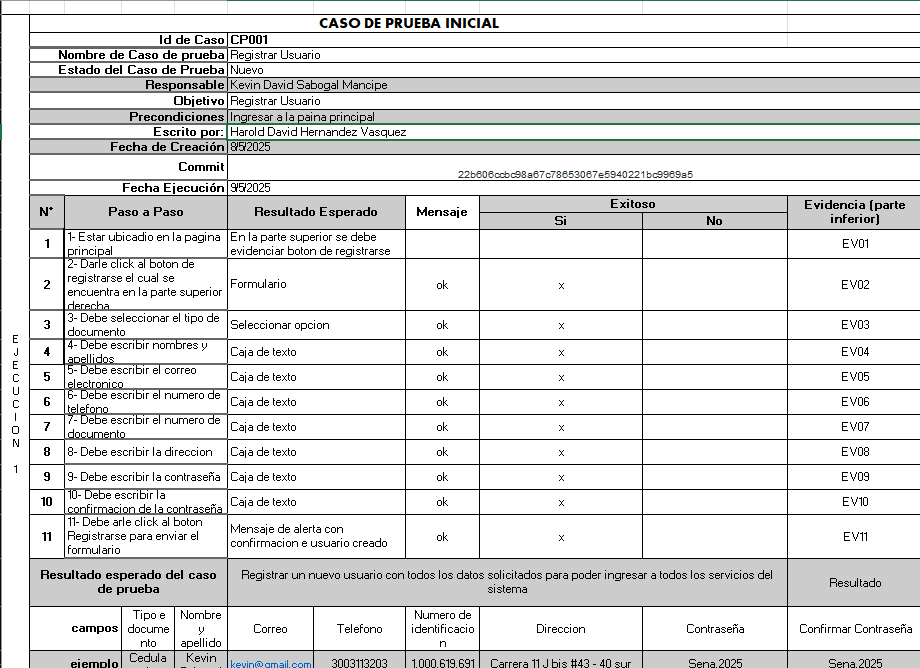 CASO DE PRUEBA INICIAL
Id de Caso CP001
Nombre de Caso de prueba Registrar Usuario
Estado del Caso de Prueba Nuevo
Responsable Kevin David Sabogal Mancipe
Objetivo Registrar Usuario
Precondiciones Ingresar a la paina principal
Escrito por: Harold David Hernandez Vasquez
Fecha de Creación 8/5/2025
Commit 22b606ccbc98a67c78653067e5940221bc9969a5
Fecha Ejecución 9/5/2025
EJECUCION 1
N° Paso a Paso Resultado Esperado Mensaje Exitoso Evidencia (parte
Si No inferior)
1 1- Estar ubicadio en la pagina En la parte superior se debe EV01
principal evidenciar boton de registrarse
2- Darle click al boton de
registrarse el cual se
2 encuentra en la parte superior Formulario ok x EV02
derecha
3 3- Debe seleccionar el tipo de Seleccionar opcion ok x EV03
documento
4 4- Debe escribir nombres y Caja de texto ok x EV04
apellidos
5 5- Debe escribir el correo Caja de texto ok x EV05
electronico
6 6- Debe escribir el numero de Caja de texto ok x EV06
telefono
7 7- Debe escribir el numero de Caja de texto ok x EV07
documento
8 8- Debe escribir la direccion Caja de texto ok x EV08
9 9- Debe escribir la contraseña Caja de texto ok x EV09
10 10- Debe escribir la Caja de texto ok x EV10
confirmacion de la contraseña
11- Debe arle click al boton Mensaje de alerta con
11 Registrarse para enviar el confirmacion e usuario creado ok x EV11
formulario
Resultado esperado del caso Registrar un nuevo usuario con todos los datos solicitados para poder ingresar a todos los servicios del Resultado
de prueba sistema
Tipo e Nombre Numero de
campos docume y Correo Telefono identificacio Direccion Contraseña Confirmar Contraseña
nto apellido n
ejemplo Cedula Kevin kevin@gmail.com 3003113203 1.000.619.691 Carrera 11 J bis #43 - 40 sur Sena.2025 Sena.2025